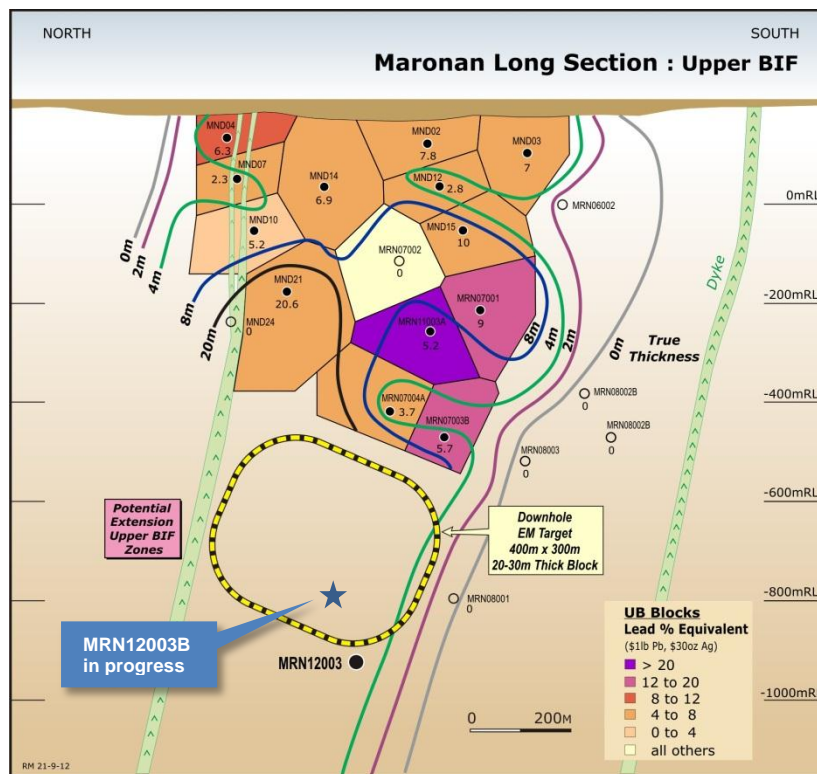 NORTH
SOUTH
Maronan Long Section : Upper BIF
MND04
6.3
MND07
2.3
MND14
6.9
MND02
7.8
MND03
7
MND12
2.8
MND10
5.2
MND15
10
MRN06002
0mRL
MRN07002
0
0m
2m
4m
8m
20m
MND21
20.6
MND24
0
MRN07001
9
MRN11003A
5.2
8m
4m
2m
0m
True
Thickness
Dyke
-200mRL
MRN07004A
3.7
MRN07003B
5.7
MRN08002B
0
MRN08002B
0
MRN08003
0
-400mRL
Potential
Extension
Upper BIF
Zones
Downhole
EM Target
400m x 300m
20-30m Thick Block
-600mRL
MRN08001
0
-800mRL
MRN12003B
in progress
MRN12003
UB Blocks
Lead % Equivalent
($1lb Pb, $30oz Ag)
> 20
12 to 20
8 to 12
4 to 8
0 to 4
all others
-1000mRL
0 200M
RM 21-9-12